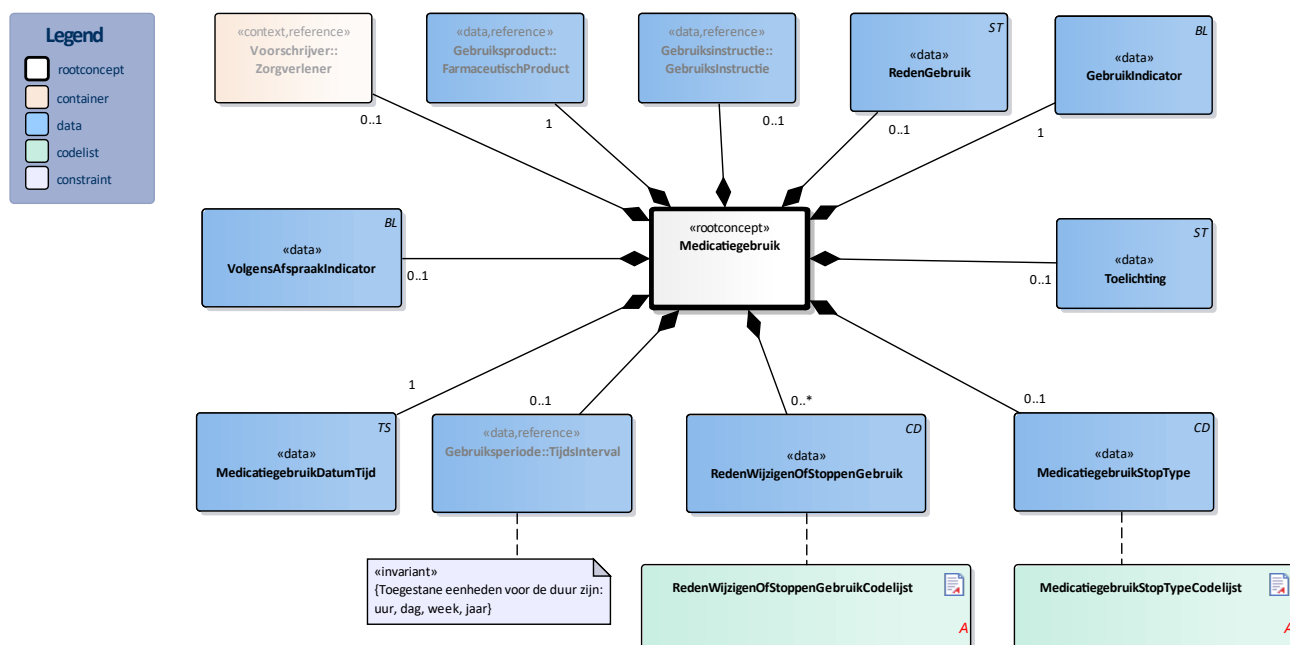 Legend
rootconcept
container
data
codelist
constraint
«context,reference»
Voorschrijver::
Zorgverlener
«data,reference»
Gebruiksproduct::
FarmaceutischProduct
«data,reference»
Gebruiksinstructie::
GebruiksInstructie
ST
«data»
RedenGebruik
BL
«data»
GebruikIndicator
0..1
1
0..1
0..1
1
BL
«data»
VolgensAfspraakIndicator
0..1
«rootconcept»
Medicatiegebruik
ST
«data»
Toelichting
0..1
1
0..1
0..*
0..1
TS
«data»
MedicatiegebruikDatumTijd
«data,reference»
Gebruiksperiode::TijdsInterval
CD
«data»
RedenWijzigenOfStoppenGebruik
CD
«data»
MedicatiegebruikStopType
«invariant»
{Toegestane eenheden voor de duur zijn:
uur, dag, week, jaar}
RedenWijzigenOfStoppenGebruikCodelijst
A
MedicatiegebruikStopTypeCodelijst
A